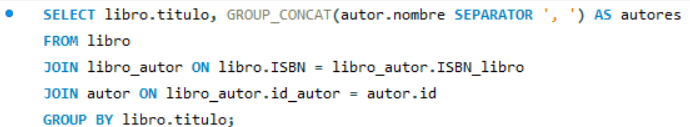 SELECT libro.titulo, GROUP_CONCAT(autor.nombre SEPARATOR ', ') AS autores
FROM libro
JOIN libro_autor ON libro.ISBN = libro_autor.ISBN_libro
JOIN autor ON libro_autor.id_autor = autor.id
GROUP BY libro.titulo;